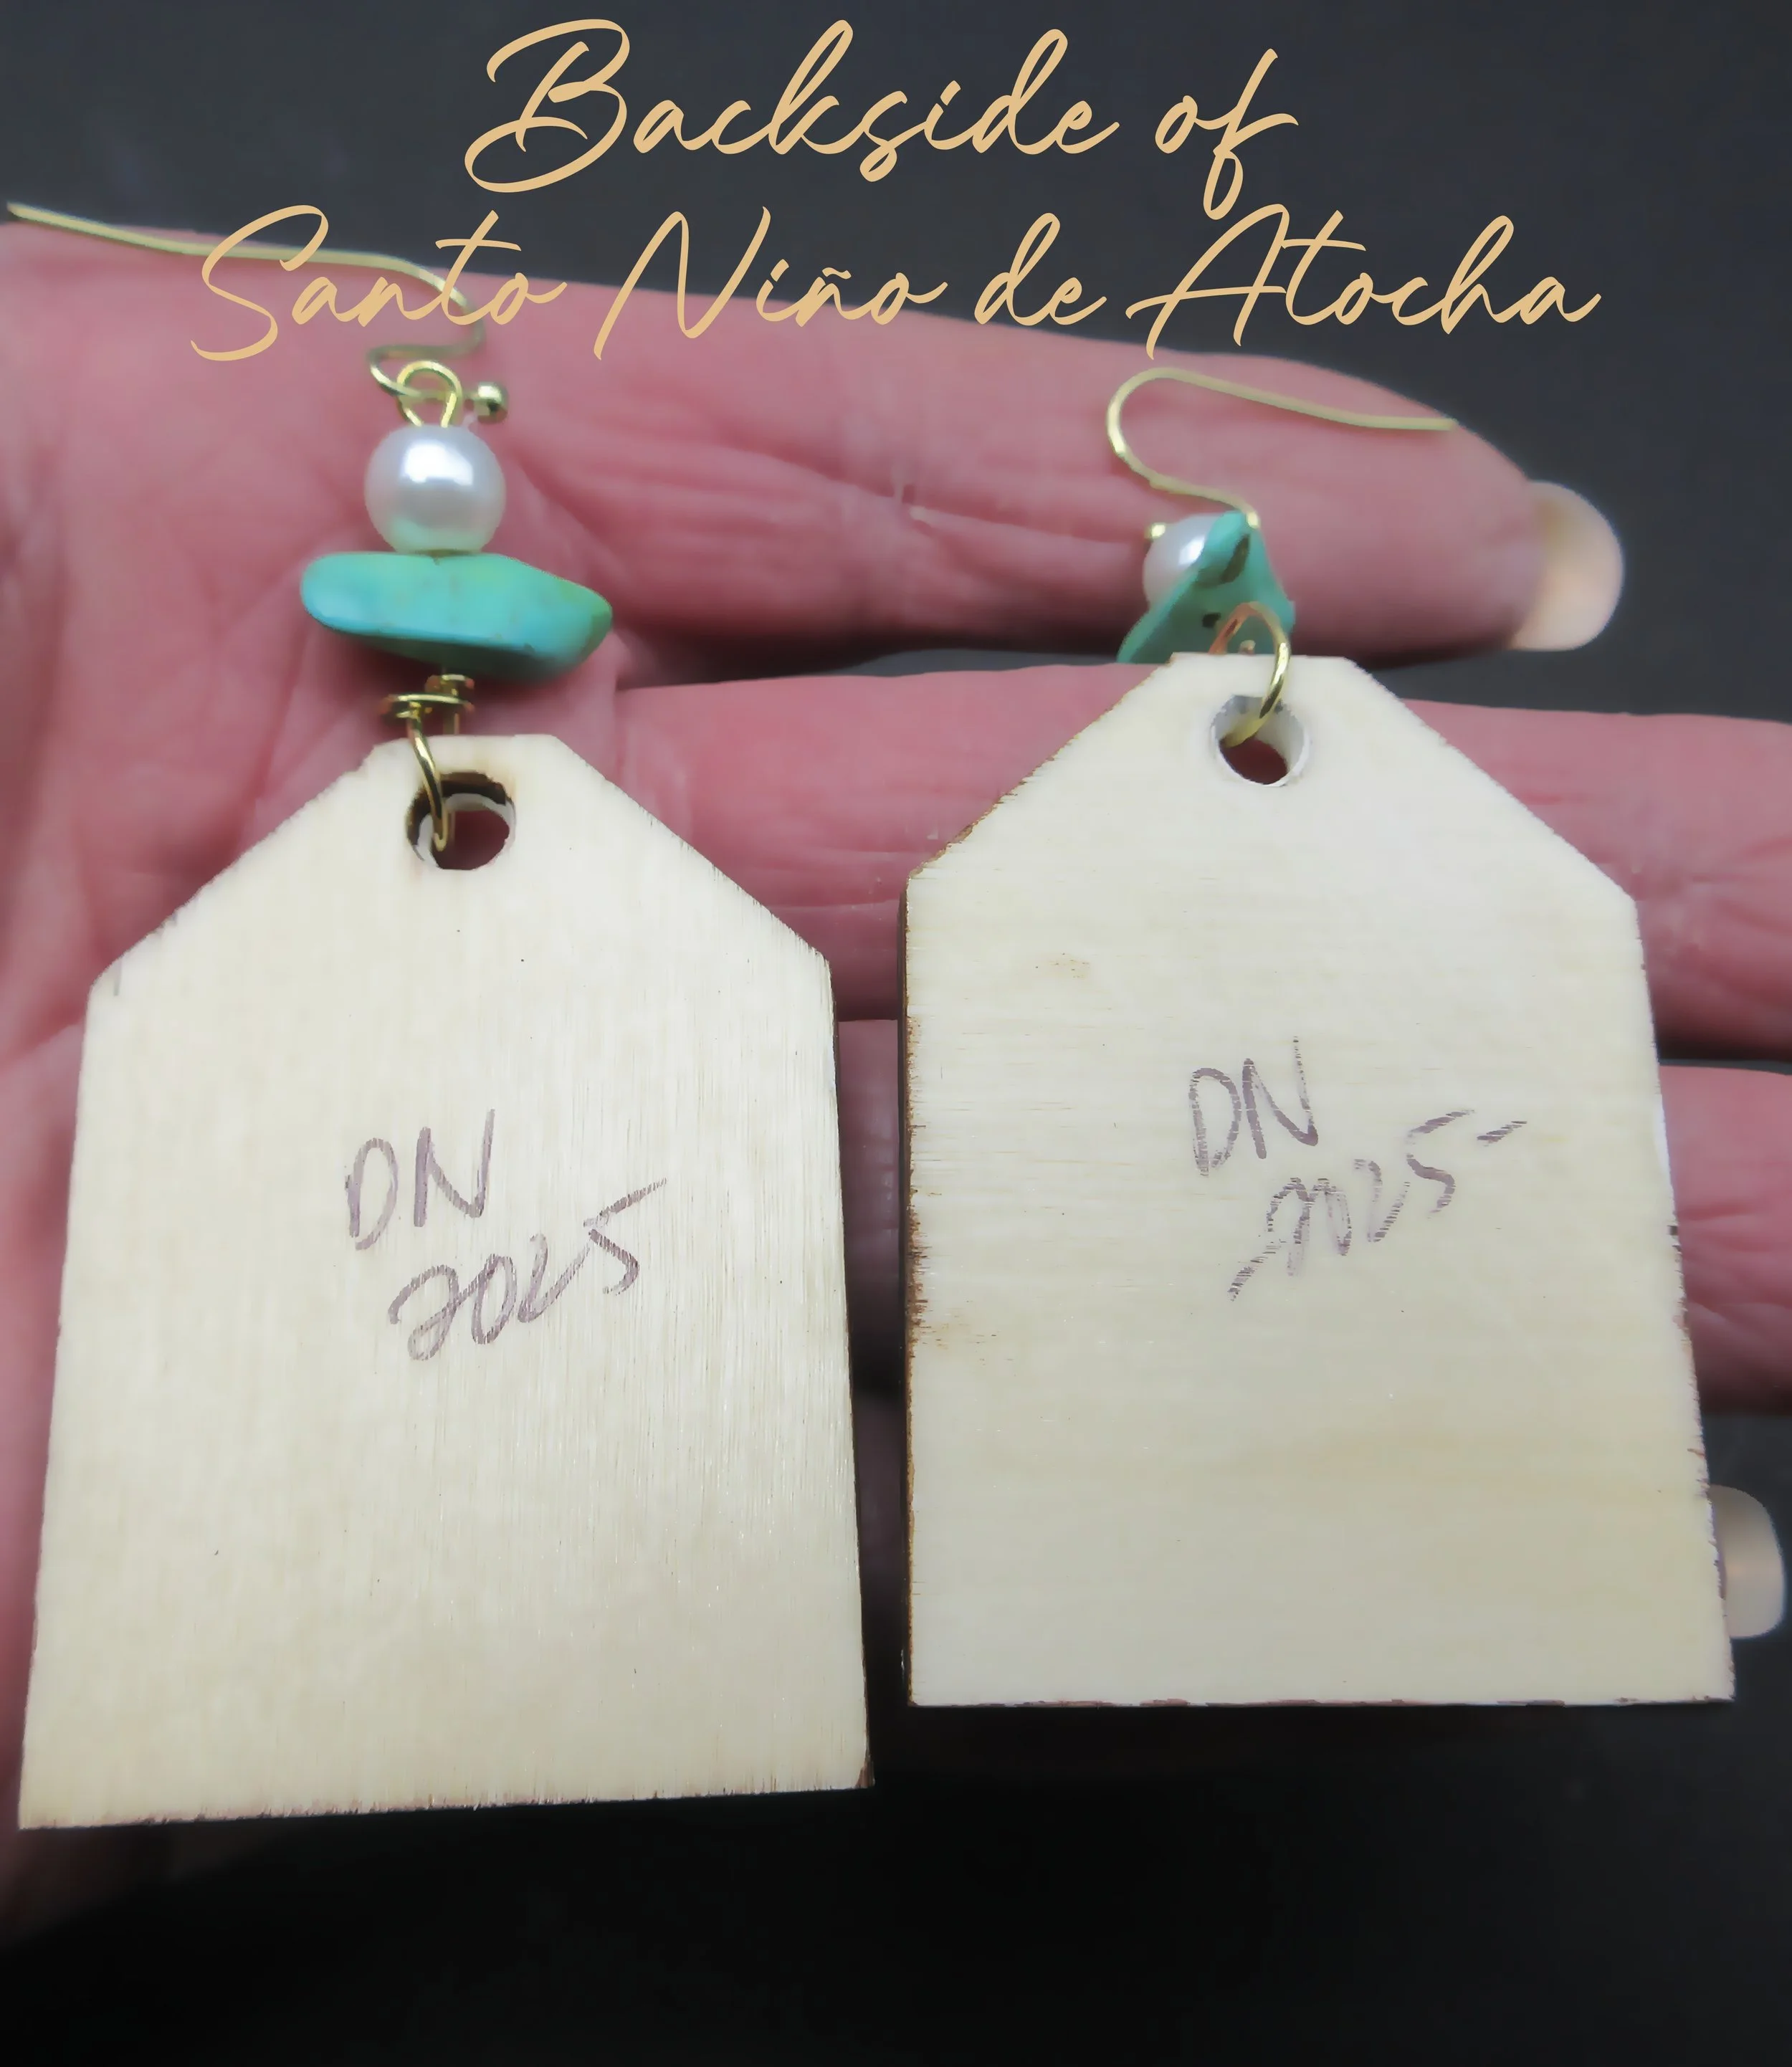 Backside of
Santo Niño de Atocha
DN
2025
DN
2025